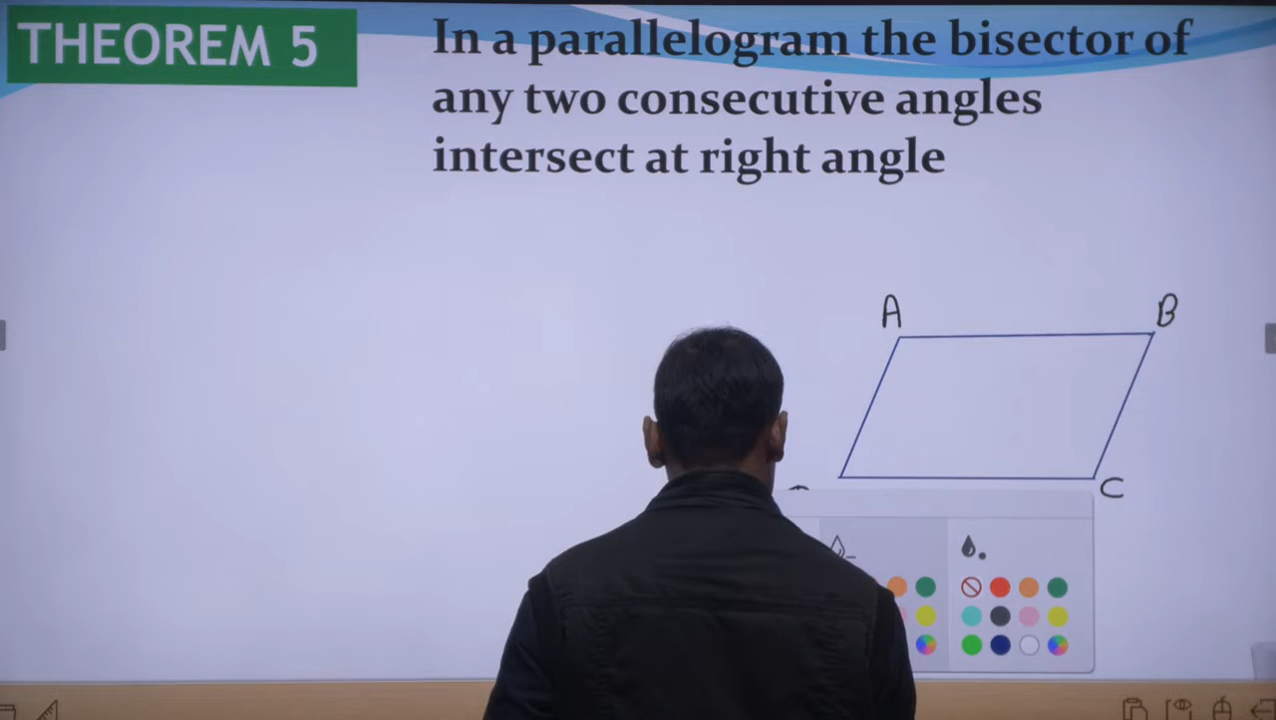 THEOREM 5
In a parallelogram the bisector of
any two consecutive angles
intersect at right angle
A
B
C